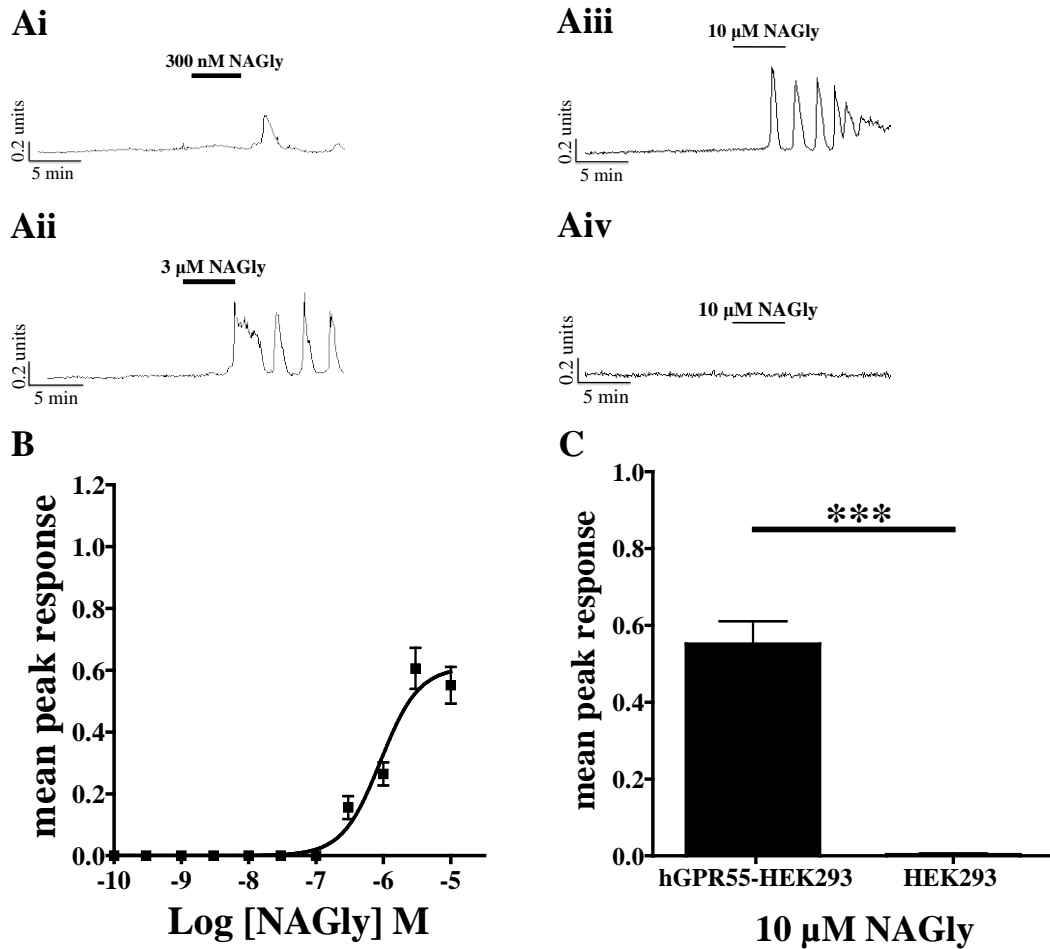 Ai
300 nM NAGly
0.2 units
5 min
Aii
3 µM NAGly
0.2 units
5 min
Aiii
10 µM NAGly
0.2 units
5 min
Aiv
10 µM NAGly
0.2 units
5 min
B
mean peak response
1.2
1.0
0.8
0.6
0.4
0.2
0.0
-10 -9 -8 -7 -6 -5
Log [NAGly] M
C
mean peak response
1.0
0.8
0.6
0.4
0.2
0.0
***
hGPR55-HEK293 HEK293
10 µM NAGly